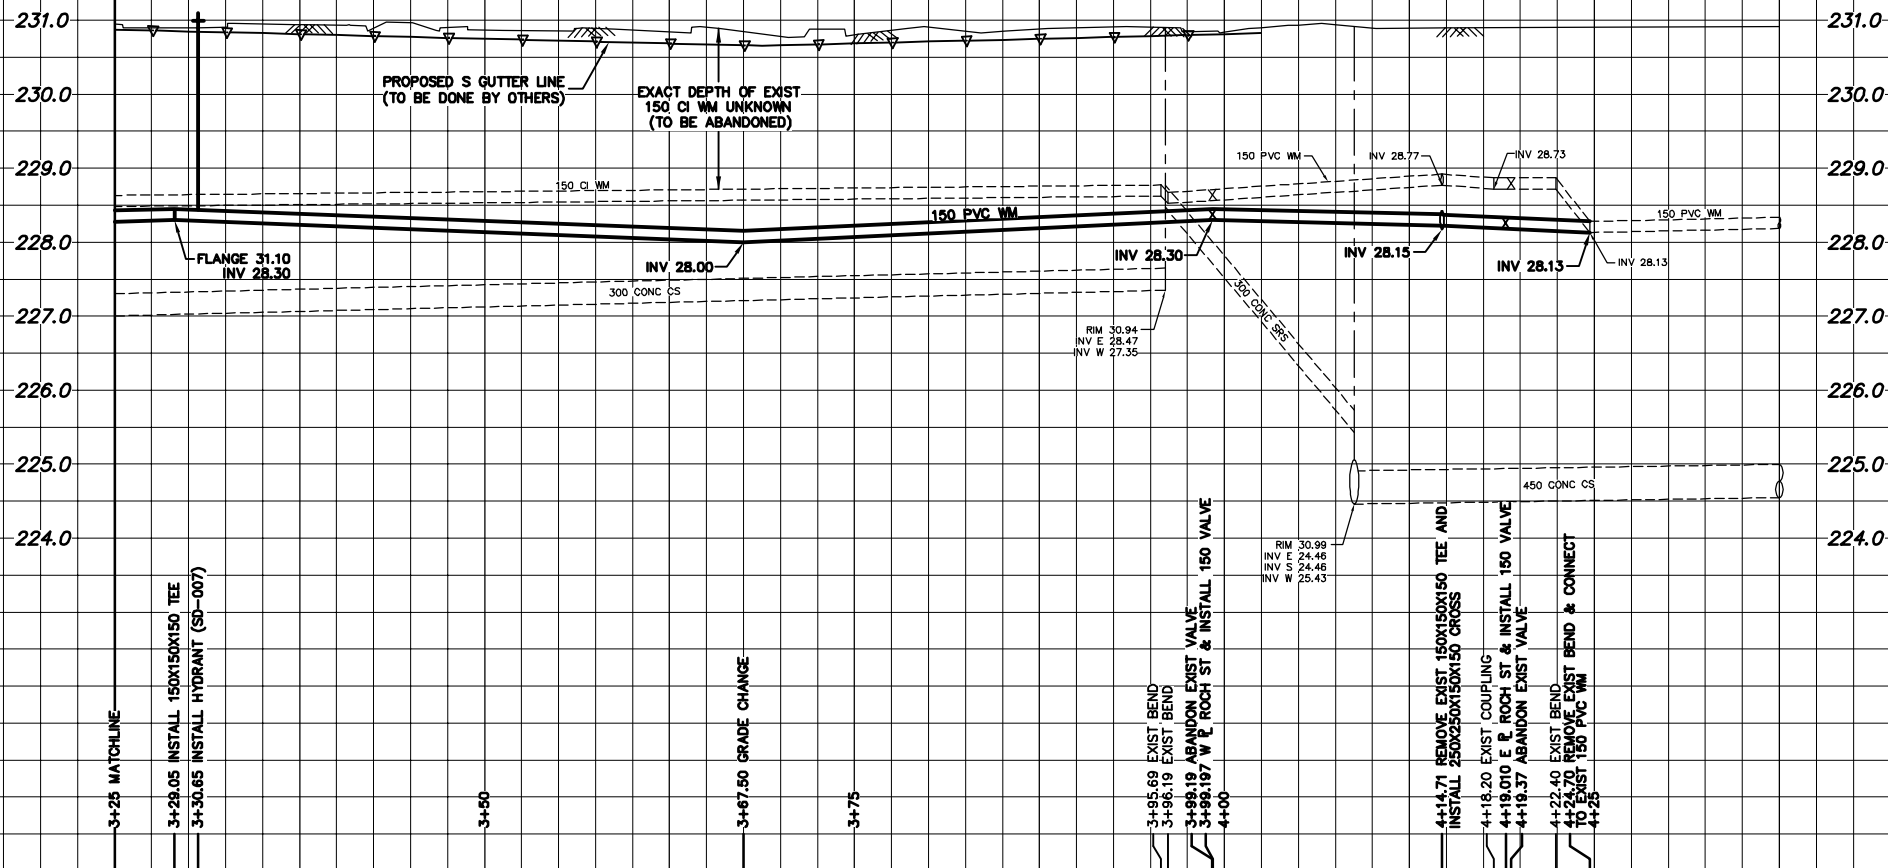 231.0
231.0
PROPOSED S GUTTER LINE
(TO BE DONE BY OTHERS)
EXACT DEPTH OF EXIST
150 CI WM UNKNOWN
(TO BE ABANDONED)
230.0
230.0
229.0
229.0
150 CI WM
150 PVC WM
INV 28.77
INV 28.73
150 PVC WM
150 PVC WM
228.0
228.0
FLANGE 31.10
INV 28.30
INV 28.00
INV 28.30
INV 28.15
INV 28.13
INV 28.13
300 CONC CS
300 CONC SRS
227.0
227.0
RIM 30.94
INV E 28.47
INV W 27.35
226.0
226.0
225.0
225.0
450 CONC CS
224.0
224.0
RIM 30.99
INV E 24.46
INV S 24.46
INV W 25.43
3+25 MATCHLINE
3+29.05 INSTALL 150X150X150 TEE
3+30.65 INSTALL HYDRANT (SD-007)
3+50
3+67.50 GRADE CHANGE
3+75
3+95.69 EXIST BEND
3+96.19 EXIST BEND
3+99.19 ABANDON EXIST VALVE
3+99.197 W PL ROCH ST & INSTALL 150 VALVE
4+00
4+14.71 REMOVE EXIST 150X150X150 TEE AND
INSTALL 250X250X150X150 CROSS
4+18.20 EXIST COUPLING
4+19.010 E PL ROCH ST & INSTALL 150 VALVE
4+19.37 ABANDON EXIST VALVE
4+22.40 EXIST BEND
4+24.70 REMOVE EXIST BEND & CONNECT
TO EXIST 150 PVC WM
4+25